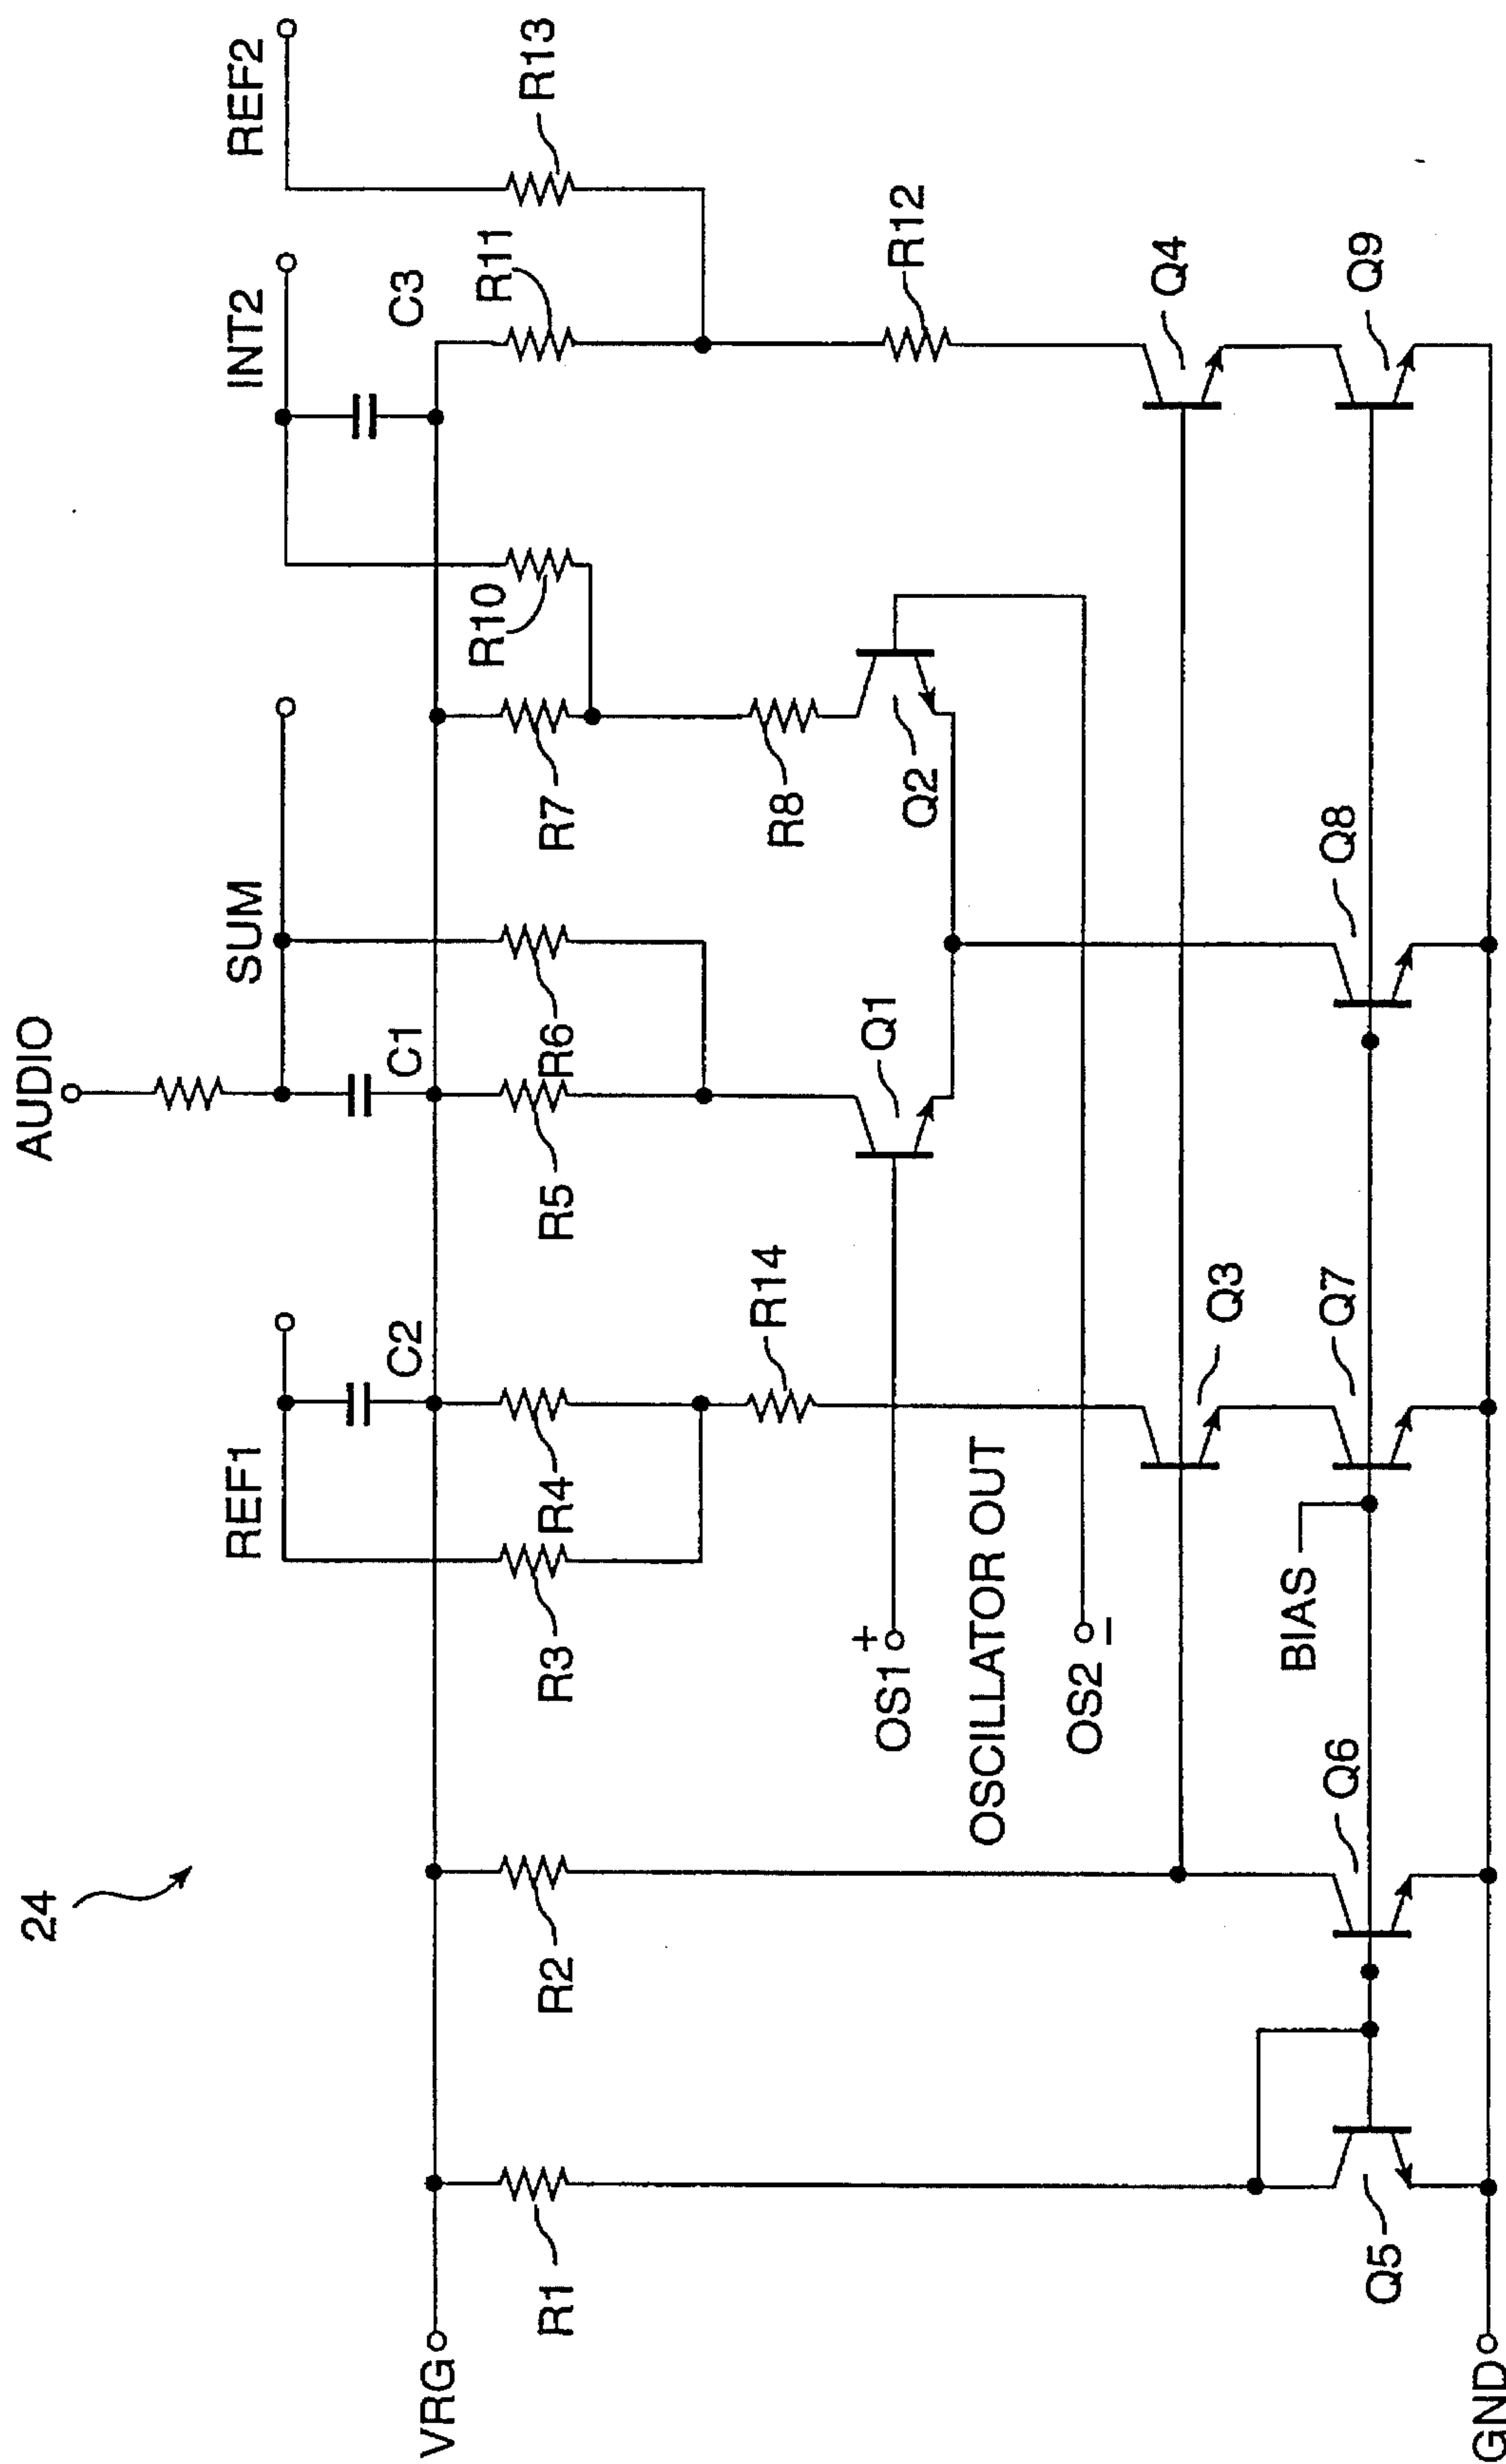 24
AUDIO
REF1
SUM
INT2
REF2
C2
C1
C3
VRG
R1
R2
R3
R4
R5
R6
R7
R10
R11
R13
R14
R8
R12
Q1
Q2
OS1
+
OSCILLATOR OUT
OS2
–
Q3
Q4
BIAS
Q5
Q6
Q7
Q8
Q9
GND